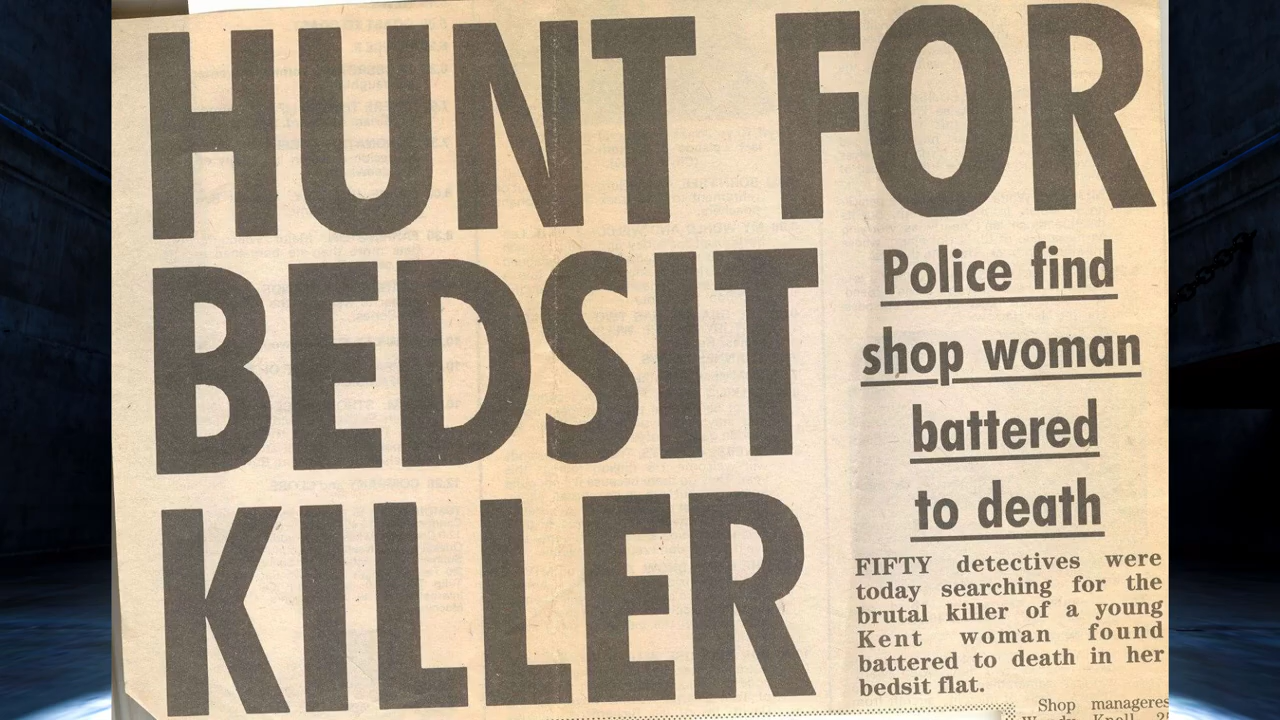 HUNT FOR
BEDSIT
KILLER
Police find
shop woman
battered
to death
FIFTY detectives were
today searching for the
brutal killer of a young
Kent woman found
battered to death in her
bedsit flat.
Shop manageres